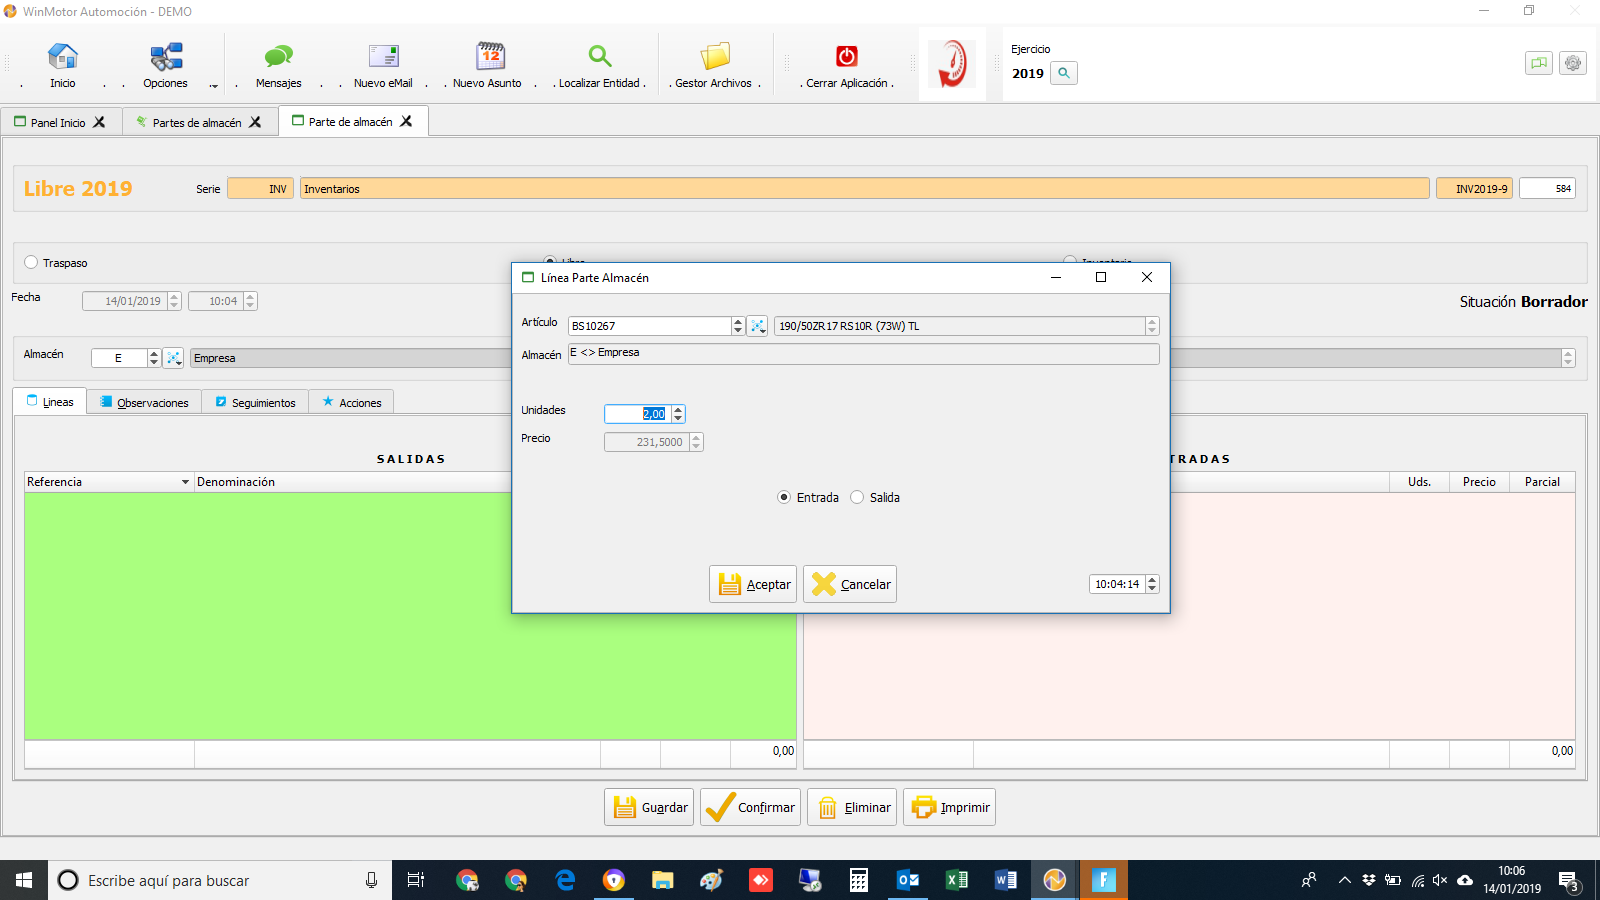 WinMotor Automoción - DEMO
Inicio
Opciones
Mensajes
Nuevo eMail
Nuevo Asunto
Localizar Entidad
Gestor Archivos
Cerrar Aplicación
Ejercicio
2019
Panel Inicio
Partes de almacén
Parte de almacén
Libre 2019
Serie
INV
Inventarios
INV2019-9
584
Traspaso
Libre
Inventario
Fecha
14/01/2019
10:04
Situación Borrador
Almacén
E
Empresa
Líneas
Observaciones
Seguimientos
Acciones
SALIDAS
TRADAS
Referencia
Denominación
Uds.
Precio
Parcial
0,00
0,00
Línea Parte Almacén
Artículo
BS10267
190/50ZR17 RS10R (73W) TL
Almacén
E <> Empresa
Unidades
2,00
Precio
231,5000
Entrada
Salida
Aceptar
Cancelar
10:04:14
Guardar
Confirmar
Eliminar
Imprimir
Escribe aquí para buscar
10:06
14/01/2019
3